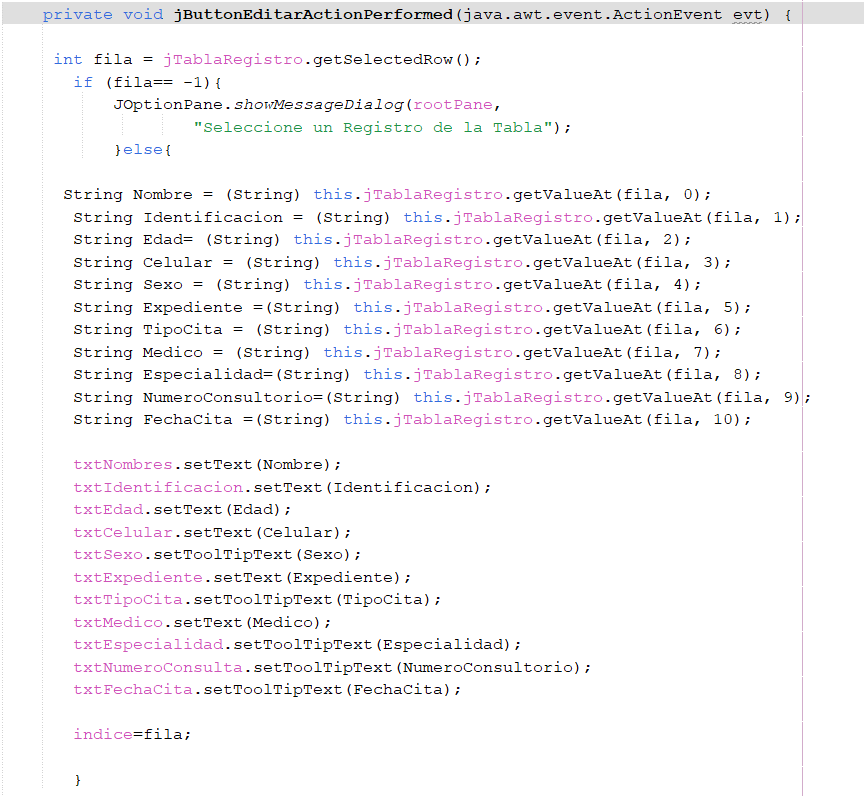 private void jButtonEditarActionPerformed(java.awt.event.ActionEvent evt) {
int fila = jTablaRegistro.getSelectedRow();
if (fila== -1){
JOptionPane.showMessageDialog(rootPane,
"Seleccione un Registro de la Tabla");
}else{
String Nombre = (String) this.jTablaRegistro.getValueAt(fila, 0);
String Identificacion = (String) this.jTablaRegistro.getValueAt(fila, 1);
String Edad= (String) this.jTablaRegistro.getValueAt(fila, 2);
String Celular = (String) this.jTablaRegistro.getValueAt(fila, 3);
String Sexo = (String) this.jTablaRegistro.getValueAt(fila, 4);
String Expediente =(String) this.jTablaRegistro.getValueAt(fila, 5);
String TipoCita = (String) this.jTablaRegistro.getValueAt(fila, 6);
String Medico = (String) this.jTablaRegistro.getValueAt(fila, 7);
String Especialidad=(String) this.jTablaRegistro.getValueAt(fila, 8);
String NumeroConsultorio=(String) this.jTablaRegistro.getValueAt(fila, 9);
String FechaCita =(String) this.jTablaRegistro.getValueAt(fila, 10);
txtNombres.setText(Nombre);
txtIdentificacion.setText(Identificacion);
txtEdad.setText(Edad);
txtCelular.setText(Celular);
txtSexo.setToolTipText(Sexo);
txtExpediente.setText(Expediente);
txtTipoCita.setToolTipText(TipoCita);
txtMedico.setText(Medico);
txtEspecialidad.setToolTipText(Especialidad);
txtNumeroConsulta.setToolTipText(NumeroConsultorio);
txtFechaCita.setToolTipText(FechaCita);
indice=fila;
}